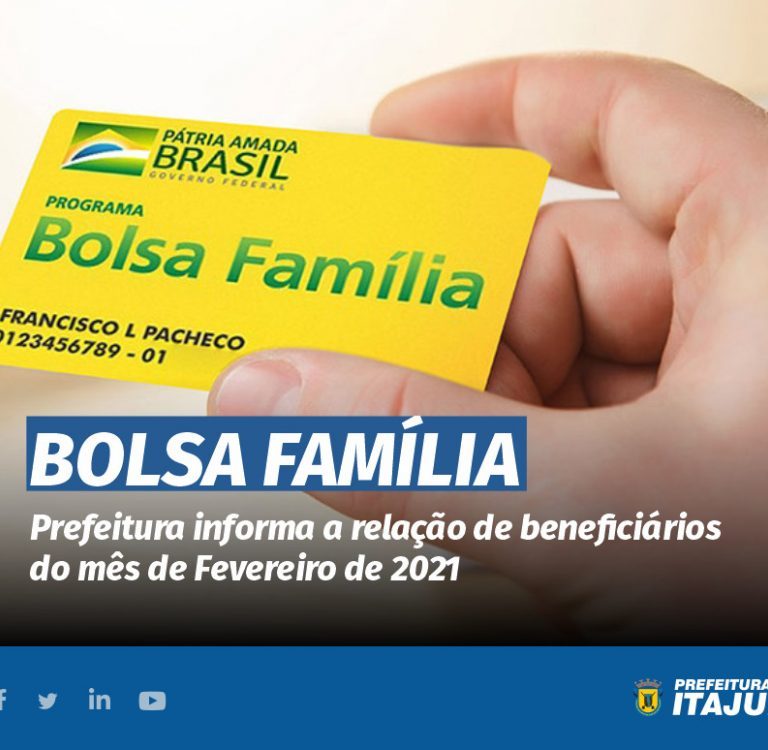 PÁTRIA AMADA
BRASIL
GOVERNO FEDERAL
PROGRAMA
Bolsa Família
FRANCISCO L PACHECO
0123456789 - 01
BOLSA FAMÍLIA
Prefeitura informa a relação de beneficiários
do mês de Fevereiro de 2021
f
in
PREFEITURA
ITAJU